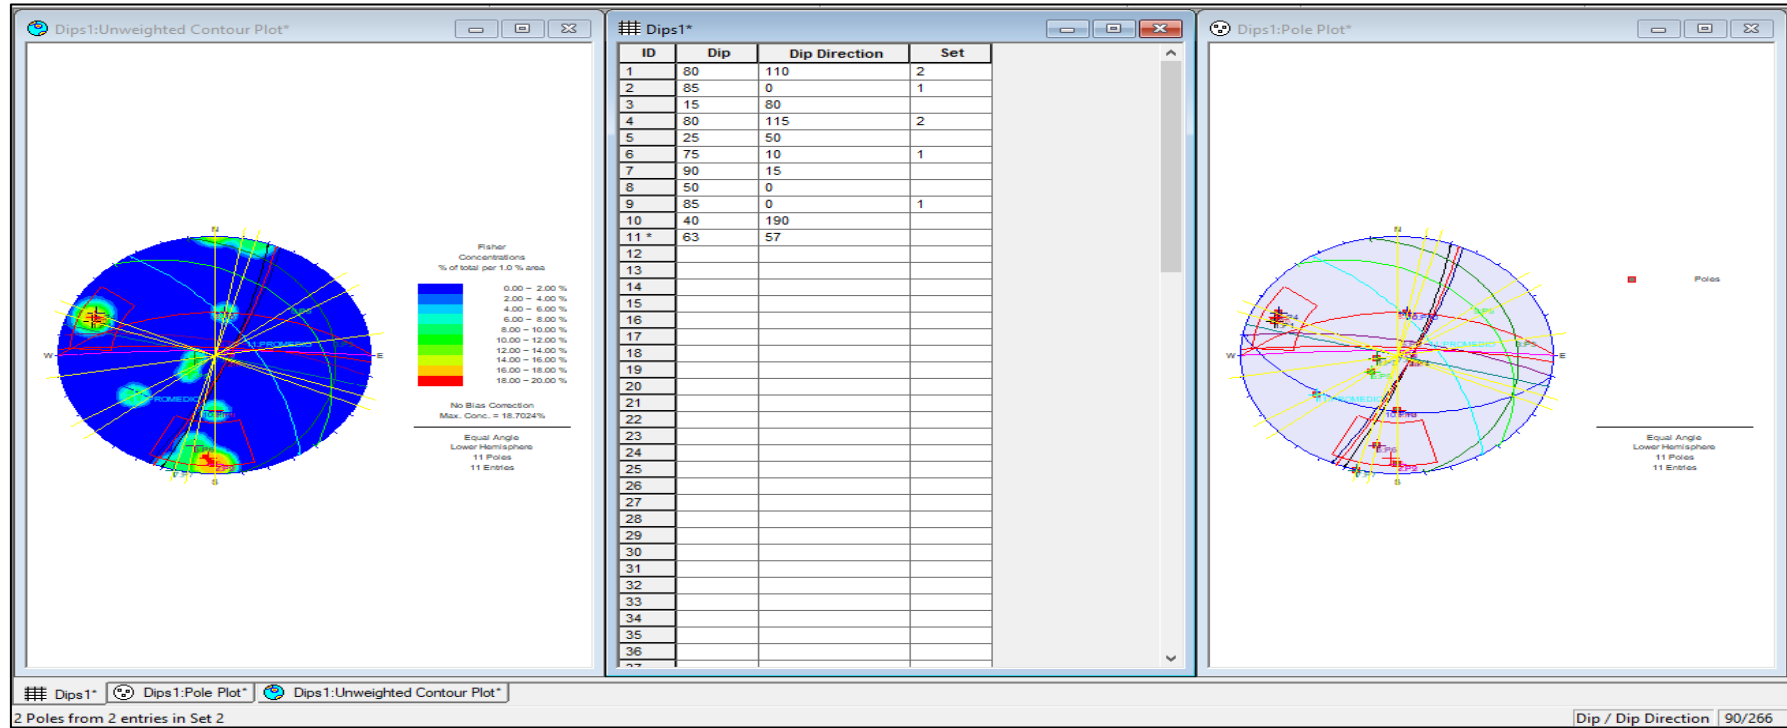 Dips1:Unweighted Contour Plot*
N
W
E
S
11:PROMEDIO
Fisher
Concentrations
% of total per 1.0 % area
0.00 ~ 2.00 %
2.00 ~ 4.00 %
4.00 ~ 6.00 %
6.00 ~ 8.00 %
8.00 ~ 10.00 %
10.00 ~ 12.00 %
12.00 ~ 14.00 %
14.00 ~ 16.00 %
16.00 ~ 18.00 %
18.00 ~ 20.00 %
No Bias Correction
Max. Conc. = 18.7024%
Equal Angle
Lower Hemisphere
11 Poles
11 Entries
Dips1*
ID Dip Dip Direction Set
1 80 110 2
2 85 0 1
3 15 80
4 80 115 2
5 25 50
6 75 10 1
7 90 15
8 50 0
9 85 0 1
10 40 190
11 * 63 57
12
13
14
15
16
17
18
19
20
21
22
23
24
25
26
27
28
29
30
31
32
33
34
35
36
37
Dips1:Pole Plot*
N
W
E
S
Poles
Equal Angle
Lower Hemisphere
11 Poles
11 Entries
Dips1* Dips1:Pole Plot* Dips1:Unweighted Contour Plot*
2 Poles from 2 entries in Set 2
Dip / Dip Direction 90/266